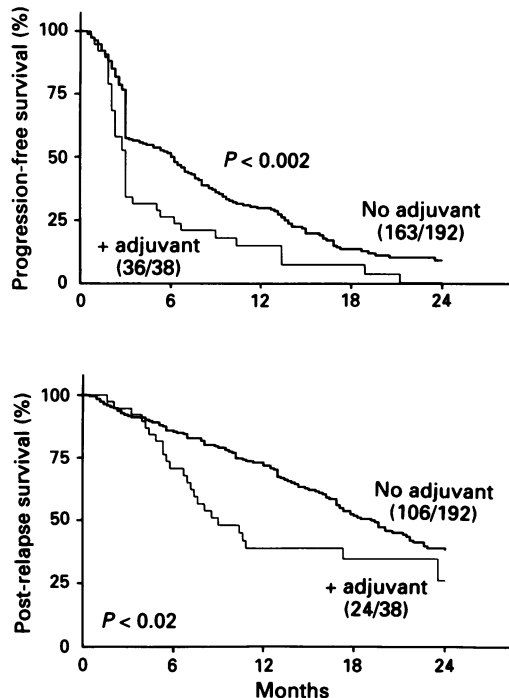 Progression-free survival (%)
100
75
50
25
0
P < 0.002
No adjuvant
(163/192)
+ adjuvant
(36/38)
0 6 12 18 24
Post-relapse survival (%)
100
75
50
25
0
No adjuvant
(106/192)
+ adjuvant
(24/38)
P < 0.02
0 6 12 18 24
Months